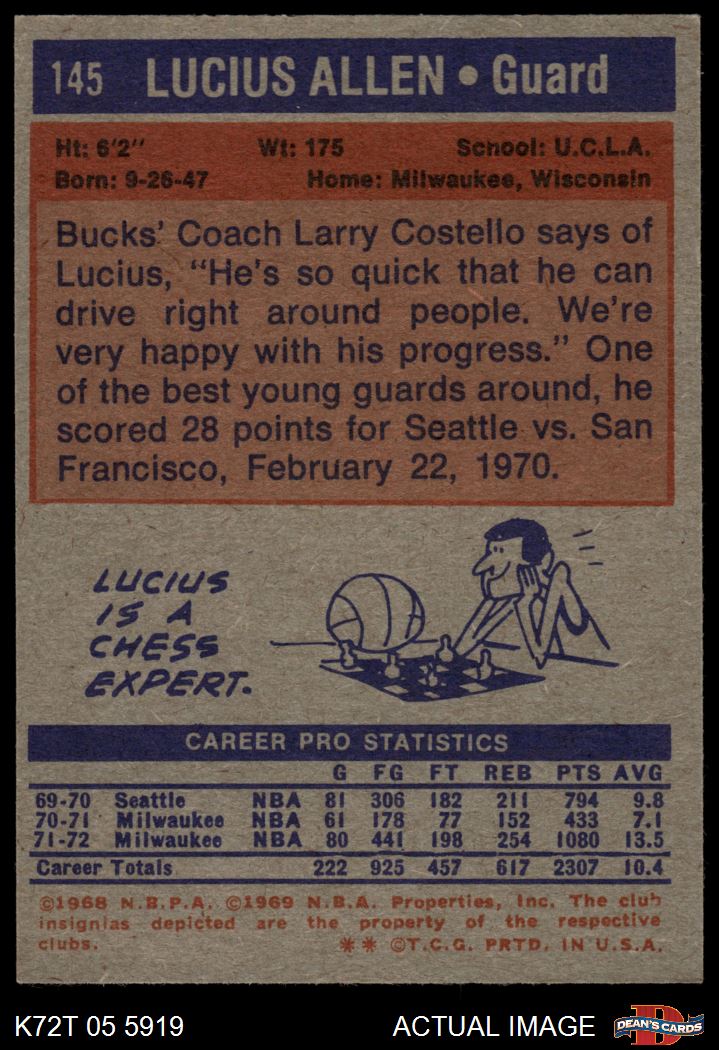 145 LUCIUS ALLEN • Guard
Ht: 6'2" Wt: 175 School: U.C.L.A.
Born: 9-26-47 Home: Milwaukee, Wisconsin
Bucks' Coach Larry Costello says of
Lucius, "He's so quick that he can
drive right around people. We're
very happy with his progress." One
of the best young guards around, he
scored 28 points for Seattle vs. San
Francisco, February 22, 1970.
LUCIUS
IS A
CHESS
EXPERT.
CAREER PRO STATISTICS
G FG FT REB PTS AVG
69-70 Seattle NBA 81 306 182 211 794 9.8
70-71 Milwaukee NBA 61 178 77 152 433 7.1
71-72 Milwaukee NBA 80 441 198 254 1080 13.5
Career Totals 222 925 457 617 2307 10.4
©1968 N.B.P.A. ©1969 N.B.A. Properties, Inc. The club
insignias depicted are the property of the respective
clubs. ** ©T.C.G. PRTD. IN U.S.A.
K72T 05 5919 ACTUAL IMAGE DEAN'S CARDS